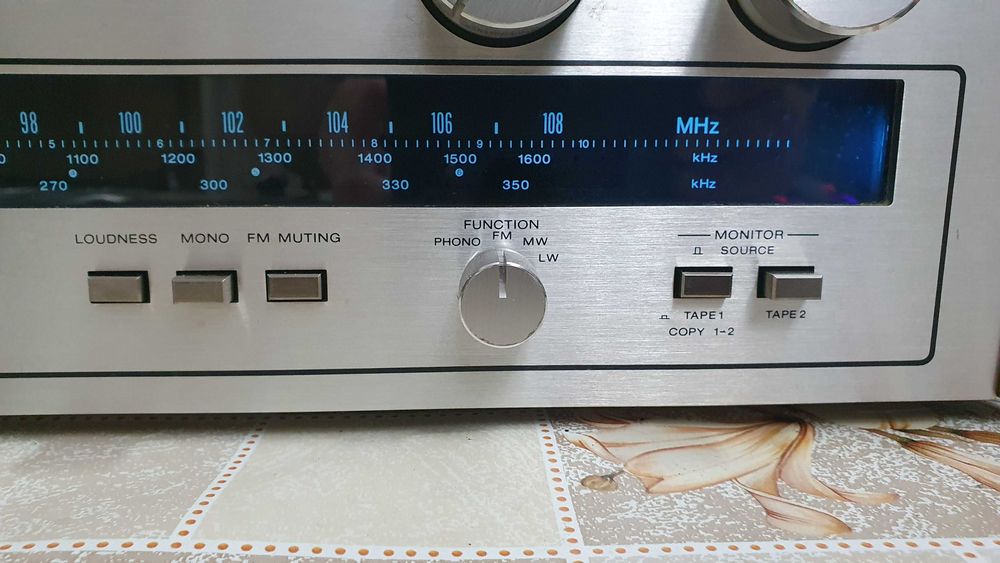 98 100 102 104 106 108 MHz
5 6 7 8 9 10
0 1100 1200 1300 1400 1500 1600 kHz
270 300 330 350 kHz
LOUDNESS MONO FM MUTING
FUNCTION
PHONO FM MW
LW
MONITOR
SOURCE
TAPE 1 TAPE 2
COPY 1-2